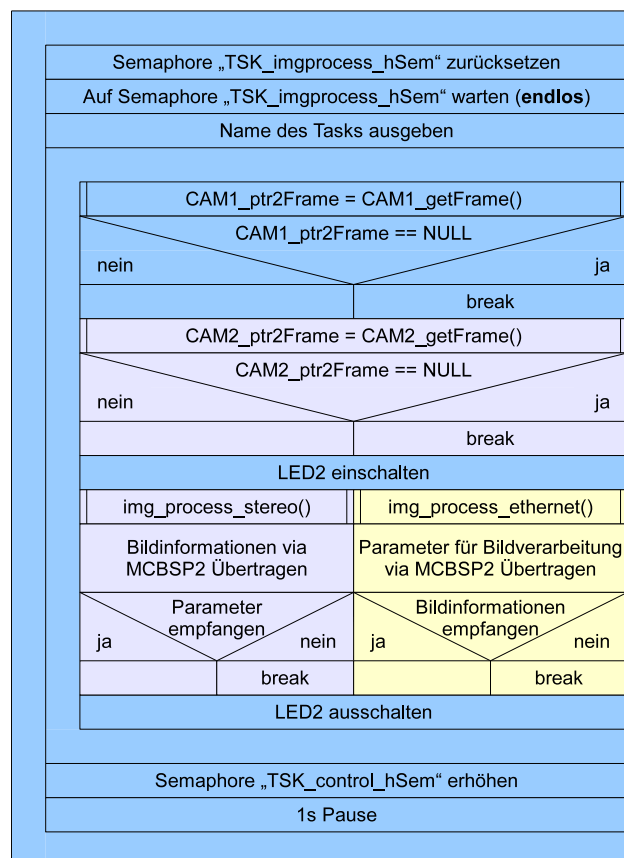 Semaphore „TSK_imgprocess_hSem“ zurücksetzen
Auf Semaphore „TSK_imgprocess_hSem“ warten (endlos)
Name des Tasks ausgeben
CAM1_ptr2Frame = CAM1_getFrame()
CAM1_ptr2Frame == NULL
nein ja
break
CAM2_ptr2Frame = CAM2_getFrame()
CAM2_ptr2Frame == NULL
nein ja
break
LED2 einschalten
img_process_stereo() img_process_ethernet()
Bildinformationen via Parameter für Bildverarbeitung
MCBSP2 Übertragen via MCBSP2 Übertragen
Parameter Bildinformationen
empfangen empfangen
ja nein ja nein
break break
LED2 ausschalten
Semaphore „TSK_control_hSem“ erhöhen
1s Pause